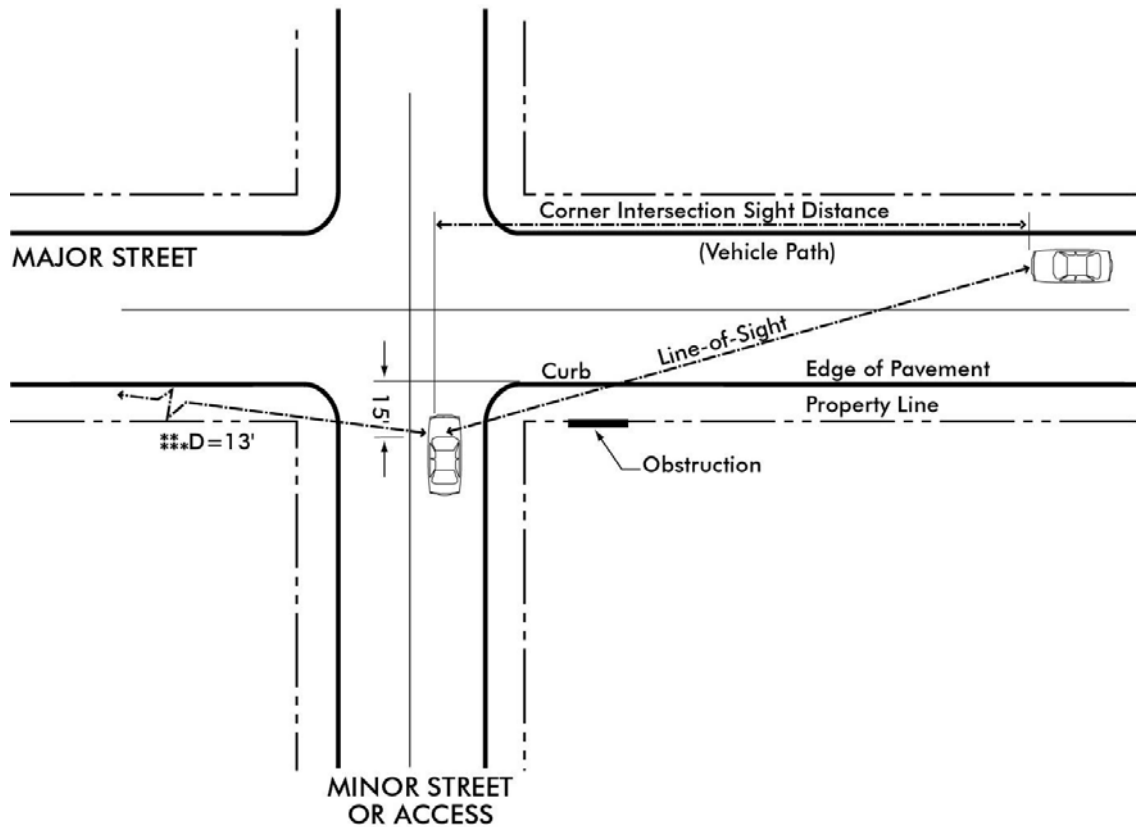 Corner Intersection Sight Distance
MAJOR STREET
(Vehicle Path)
Line-of-Sight
Curb
Edge of Pavement
15'
Property Line
*****D=13'
Obstruction
MINOR STREET
OR ACCESS